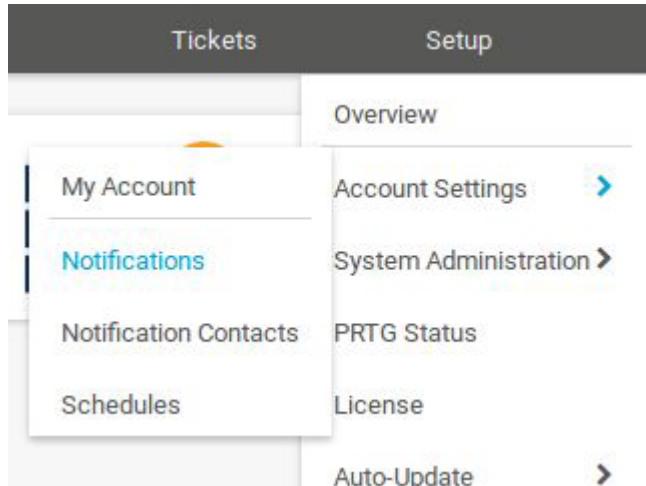 Tickets
Setup
Overview
Account Settings
System Administration
PRTG Status
License
Auto-Update
My Account
Notifications
Notification Contacts
Schedules